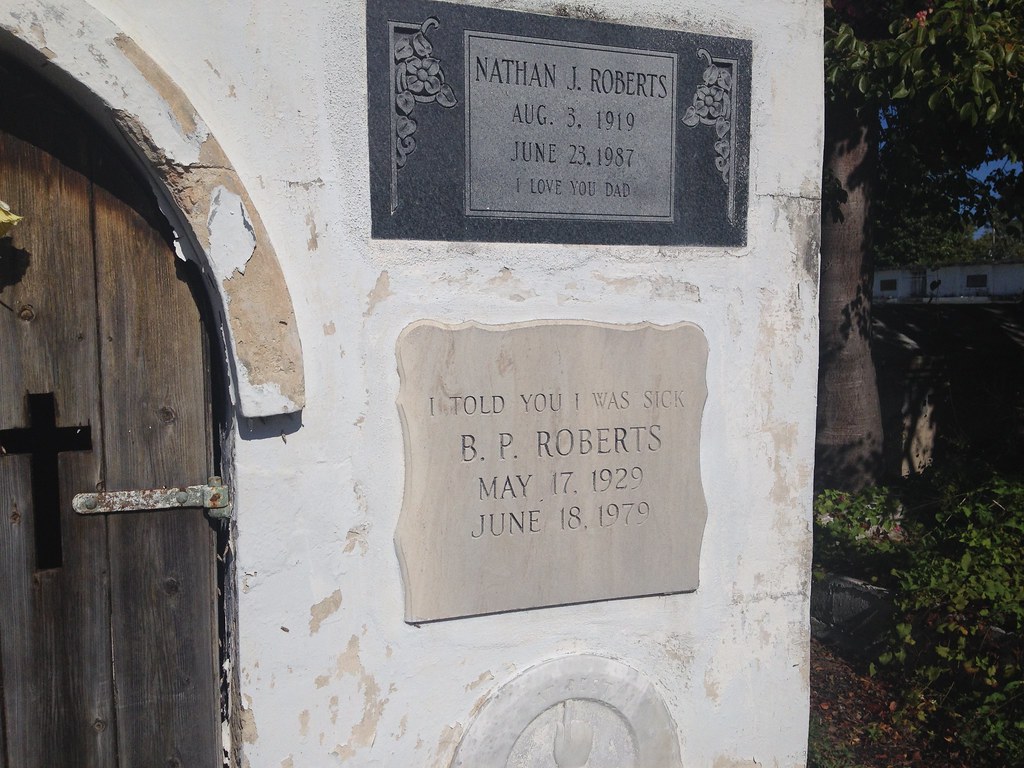 NATHAN J. ROBERTS
AUG. 3, 1919
JUNE 23, 1987
I LOVE YOU DAD
I TOLD YOU I WAS SICK
B. P. ROBERTS
MAY 17, 1929
JUNE 18, 1979